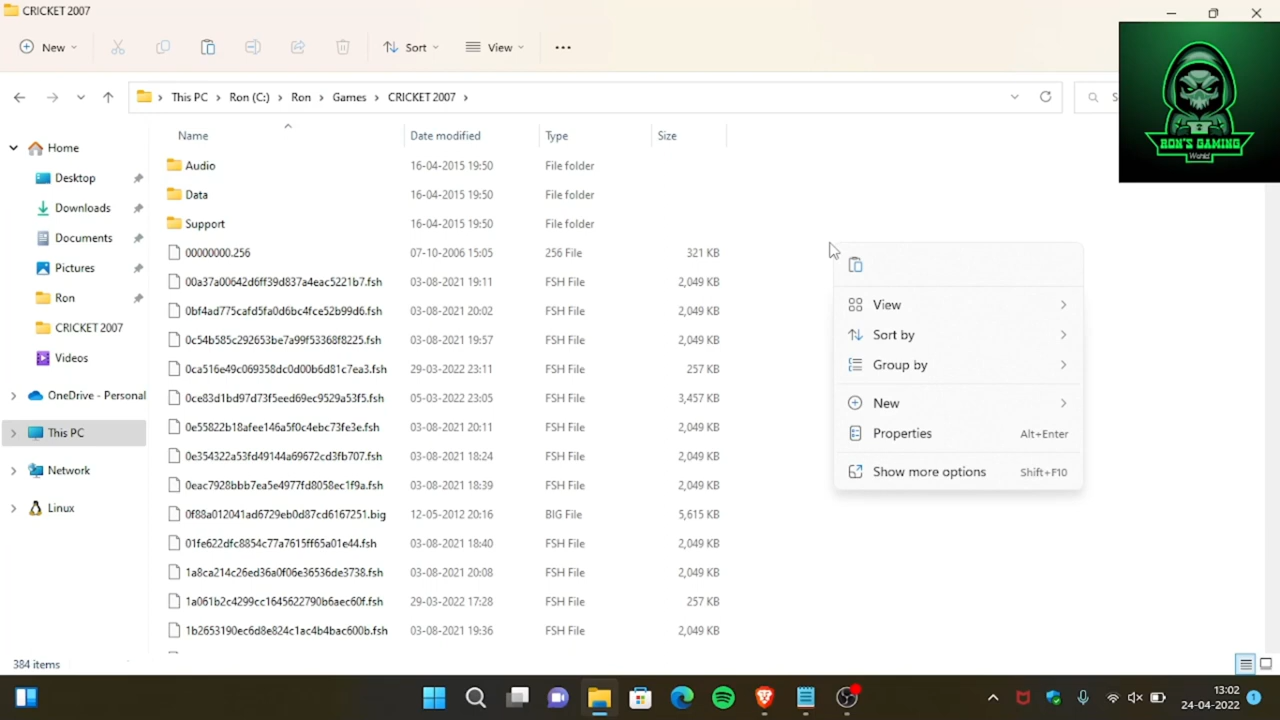 CRICKET 2007
New
Sort
View
This PC > Ron (C:) > Ron > Games > CRICKET 2007 >
S
RON'S GAMING
World
Name
Date modified
Type
Size
Home
Desktop
Downloads
Documents
Pictures
Ron
CRICKET 2007
Videos
OneDrive - Personal
This PC
Network
Linux
Audio 16-04-2015 19:50 File folder
Data 16-04-2015 19:50 File folder
Support 16-04-2015 19:50 File folder
00000000.256 07-10-2006 15:05 256 File 321 KB
00a37a00642d6ff39d837a4eac5221b7.fsh 03-08-2021 19:11 FSH File 2,049 KB
0bf4ad775cafd5fa0d6bc4fce52b99d6.fsh 03-08-2021 20:02 FSH File 2,049 KB
0c54b585c292653be7a99f53368f8225.fsh 03-08-2021 19:57 FSH File 2,049 KB
0ca516e49c069358dc0d00b6d81c7ea3.fsh 29-03-2022 23:11 FSH File 257 KB
0ce83d1bd97d73f5eed69ec9529a53f5.fsh 05-03-2022 23:05 FSH File 3,457 KB
0e55822b18afee146a5f0c4ebc73fe3e.fsh 03-08-2021 20:11 FSH File 2,049 KB
0e354322a53fd49144a69672cd3fb707.fsh 03-08-2021 18:24 FSH File 2,049 KB
0eac7928bbb7ea5e4977fd8058ec1f9a.fsh 03-08-2021 18:39 FSH File 2,049 KB
0f88a012041ad6729eb0d87cd6167251.big 12-05-2012 20:16 BIG File 5,615 KB
01fe622dfc8854c77a7615ff65a01e44.fsh 03-08-2021 18:40 FSH File 2,049 KB
1a8ca214c26ed36a0f06e36536de3738.fsh 03-08-2021 20:08 FSH File 2,049 KB
1a061b2c4299cc1645622790b6aec60f.fsh 29-03-2022 17:28 FSH File 257 KB
1b2653190ec6d8e824c1ac4b4bac600b.fsh 03-08-2021 19:36 FSH File 2,049 KB
View
Sort by
Group by
New
Properties Alt+Enter
Show more options Shift+F10
384 items
13:02
24-04-2022
1